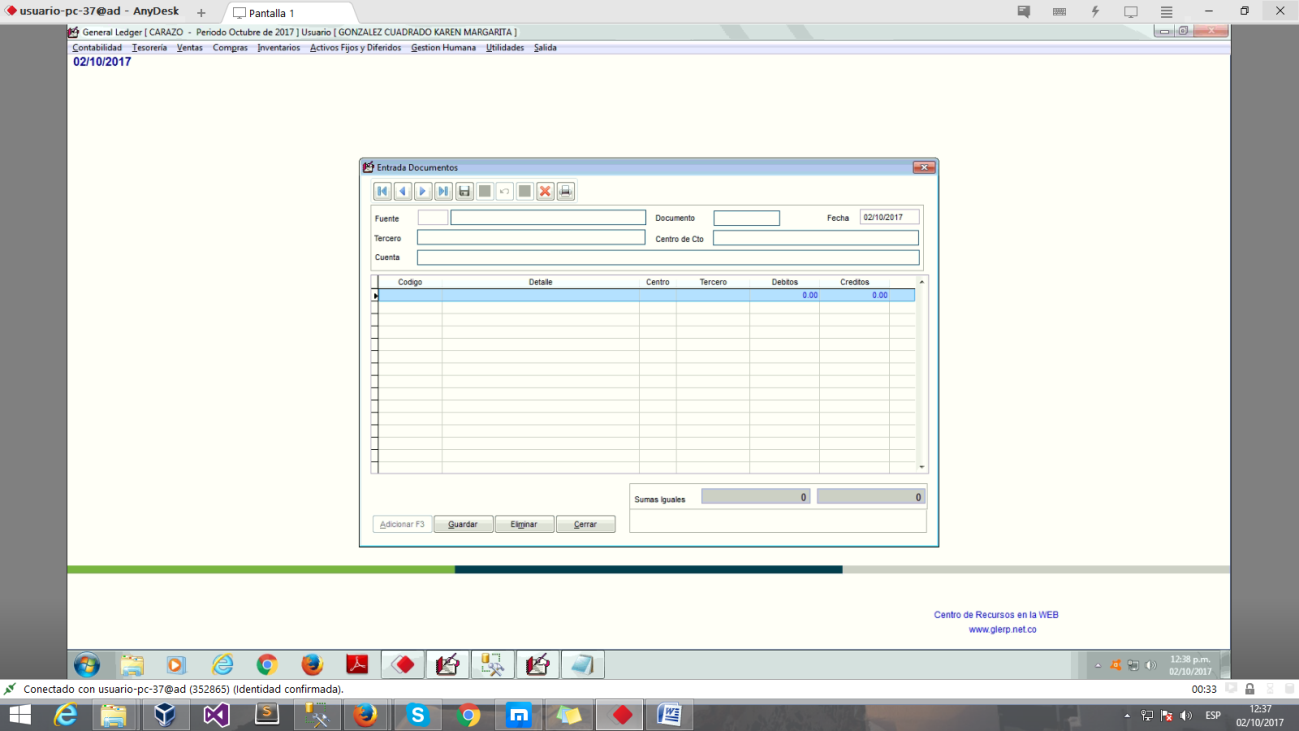 usuario-pc-37@ad - AnyDesk + Pantalla 1
General Ledger [ CARAZO - Periodo Octubre de 2017 ] Usuario [ GONZALEZ CUADRADO KAREN MARGARITA ]
Contabilidad Tesoreria Ventas Compras Inventarios Activos Fijos y Diferidos Gestion Humana Utilidades Salida
02/10/2017
Entrada Documentos
Fuente Documento Fecha 02/10/2017
Tercero Centro de Cto
Cuenta
Codigo Detalle Centro Tercero Debitos Creditos
0.00 0.00
Sumas Iguales 0 0
Adicionar F3 Guardar Eliminar Cerrar
Centro de Recursos en la WEB
www.glerp.net.co
12:38 p.m.
02/10/2017
Conectado con usuario-pc-37@ad (352865) (Identidad confirmada). 00:33
ESP 12:37
02/10/2017